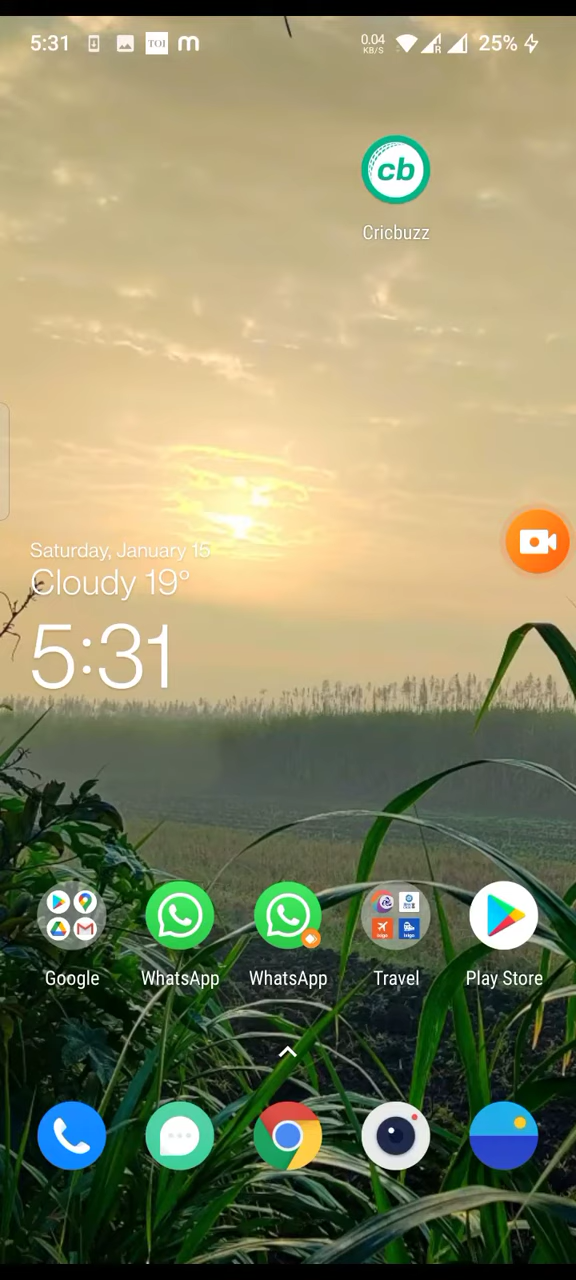 5:31 TOI m 0.04 KB/S R 25%
cb
Cricbuzz
Saturday, January 15
Cloudy 19°
5:31
Google WhatsApp WhatsApp Travel Play Store